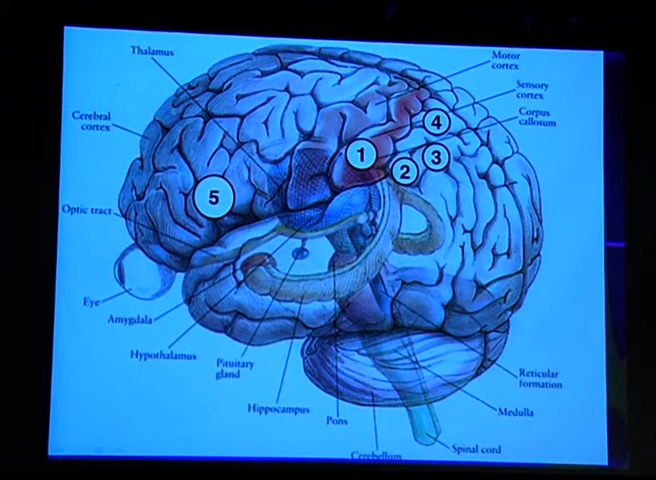 Thalamus
Motor
cortex
Sensory
cortex
Cerebral
cortex
Corpus
callosum
4
1
2
3
5
Optic tract
Eye
Amygdala
Hypothalamus
Pituitary
gland
Hippocampus
Pons
Cerebellum
Reticular
formation
Medulla
Spinal cord